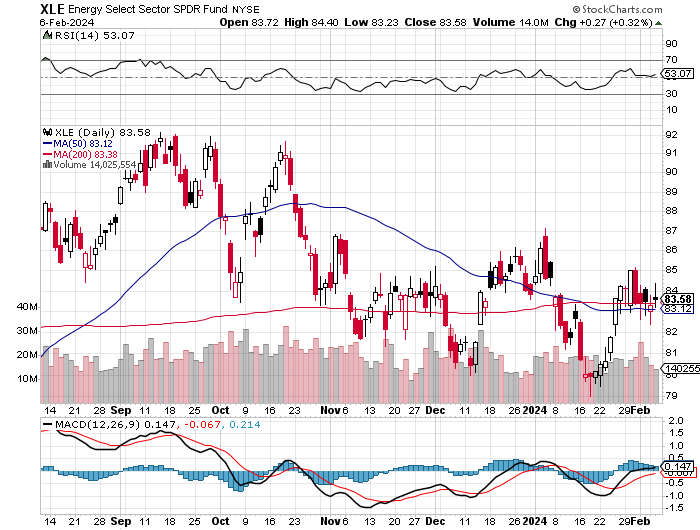 XLE Energy Select Sector SPDR Fund NYSE © StockCharts.com
6-Feb-2024 Open 83.72 High 84.40 Low 83.23 Close 83.58 Volume 14.0M Chg +0.27 (+0.32%)
RSI(14) 53.07
90
70
53.07
50
30
10
XLE (Daily) 83.58
MA(50) 83.12
MA(200) 83.38
Volume 14,025,554
92
91
90
89
88
87
86
85
84
83.58
83.12
82
81
80
79
40M
30M
20M
10M
140255
14 21 28 Sep 11 18 25 Oct 9 16 23 Nov 6 13 20 27 Dec 11 18 26 2024 8 16 22 29 Feb
MACD(12,26,9) 0.147, -0.067, 0.214
1.5
1.0
0.5
0.147
-0.5
-1.0
-1.5
14 21 28 Sep 11 18 25 Oct 9 16 23 Nov 6 13 20 27 Dec 11 18 26 2024 8 16 22 29 Feb